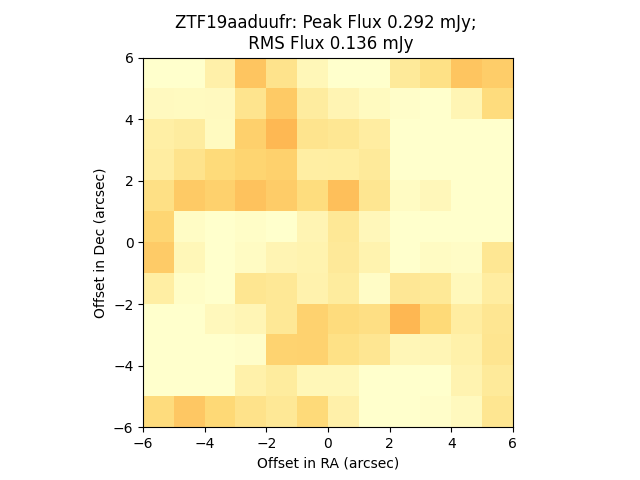 ZTF19aaduufr: Peak Flux 0.292 mJy;
RMS Flux 0.136 mJy
6
4
2
0
−2
−4
−6
Offset in Dec (arcsec)
−6 −4 −2 0 2 4 6
Offset in RA (arcsec)